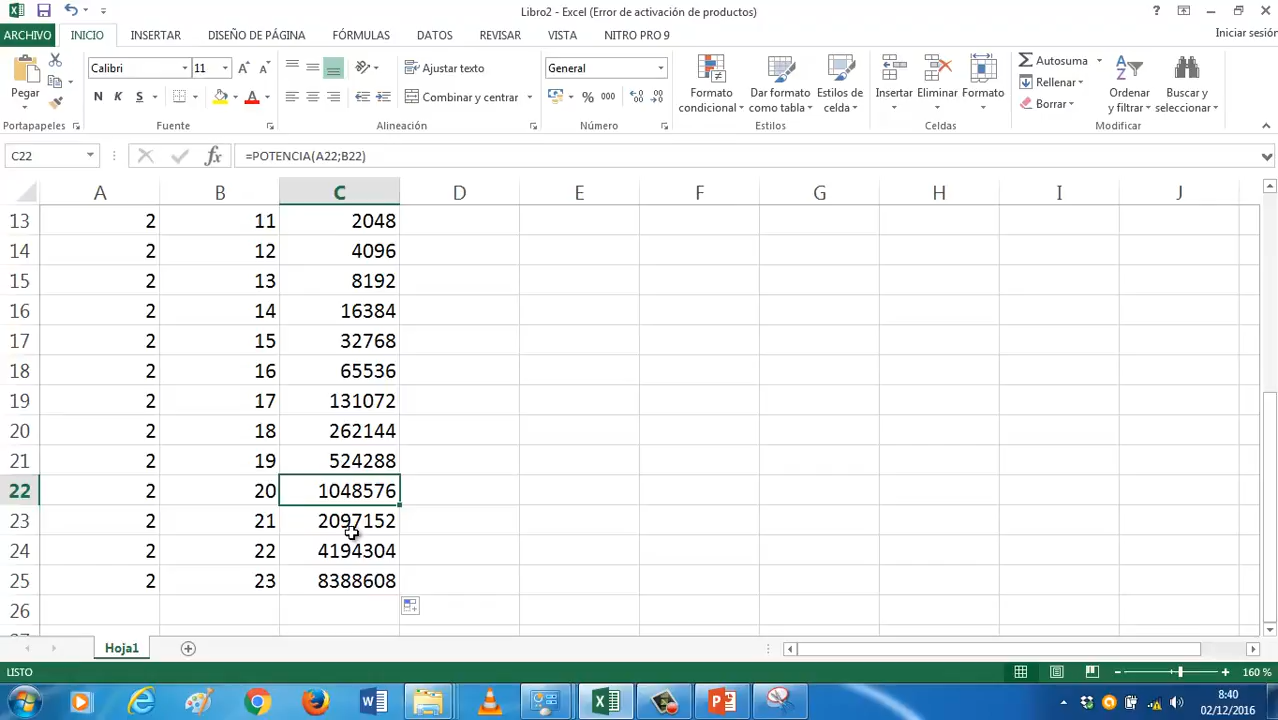 Libro2 - Excel (Error de activación de productos)
ARCHIVO INICIO INSERTAR DISEÑO DE PÁGINA FÓRMULAS DATOS REVISAR VISTA NITRO PRO 9 Iniciar sesión
Pegar
Portapapeles
Calibri 11
N K S
Fuente
Ajustar texto
Combinar y centrar
Alineación
General
% 000
Número
Formato condicional
Dar formato como tabla
Estilos de celda
Estilos
Insertar Eliminar Formato
Celdas
Autosuma
Rellenar
Borrar
Ordenar y filtrar
Buscar y seleccionar
Modificar
C22 fx =POTENCIA(A22;B22)
A B C D E F G H I J
13 2 11 2048
14 2 12 4096
15 2 13 8192
16 2 14 16384
17 2 15 32768
18 2 16 65536
19 2 17 131072
20 2 18 262144
21 2 19 524288
22 2 20 1048576
23 2 21 2097152
24 2 22 4194304
25 2 23 8388608
26
Hoja1
LISTO 160 %
8:40
02/12/2016